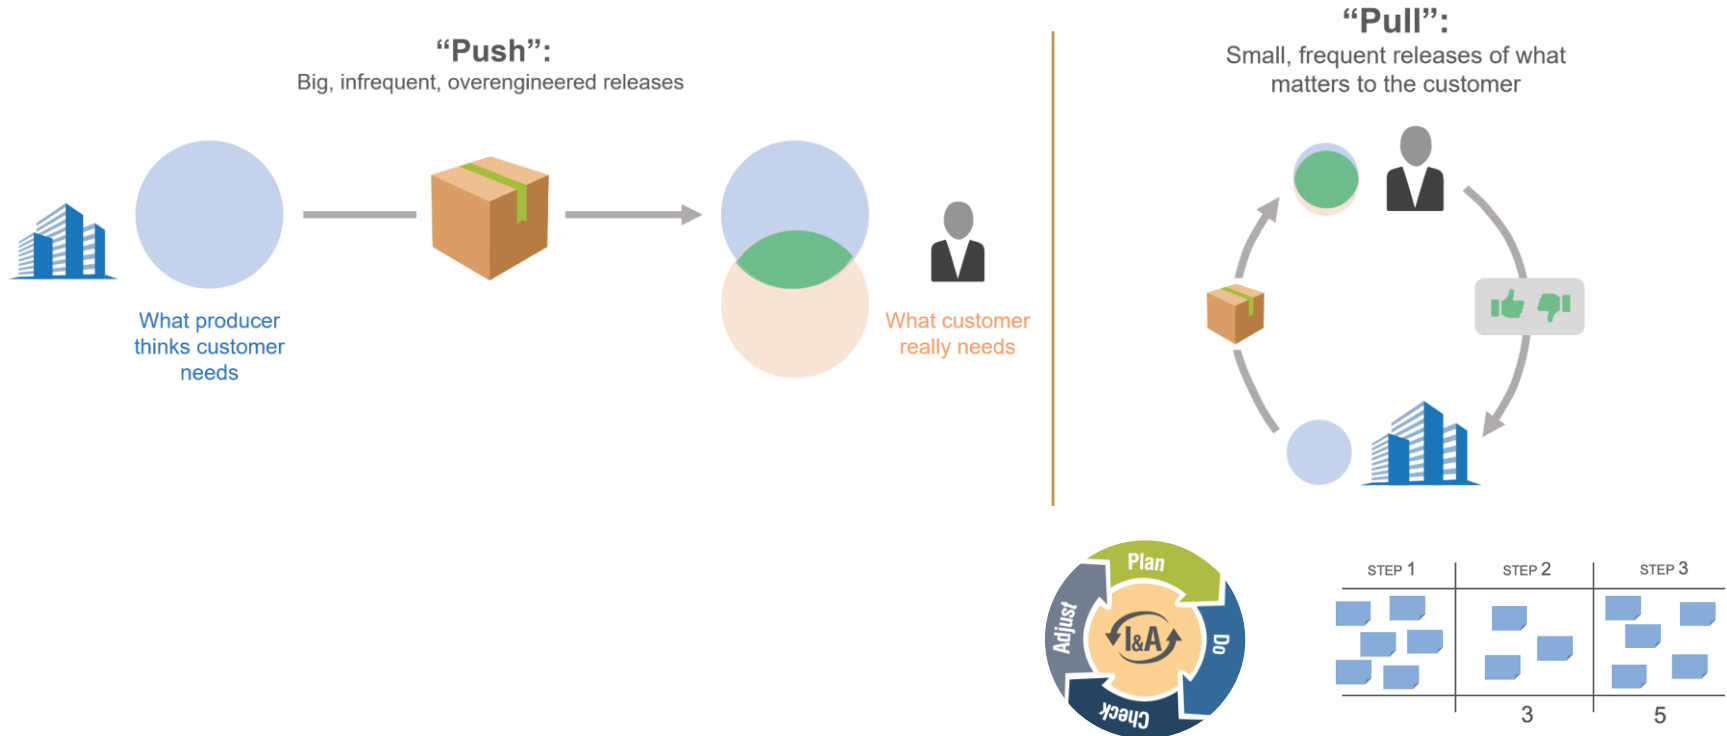 “Push”:
Big, infrequent, overengineered releases
What producer
thinks customer
needs
What customer
really needs
“Pull”:
Small, frequent releases of what
matters to the customer
Plan
Do
Check
Adjust
I&A
STEP 1
STEP 2
STEP 3
3
5